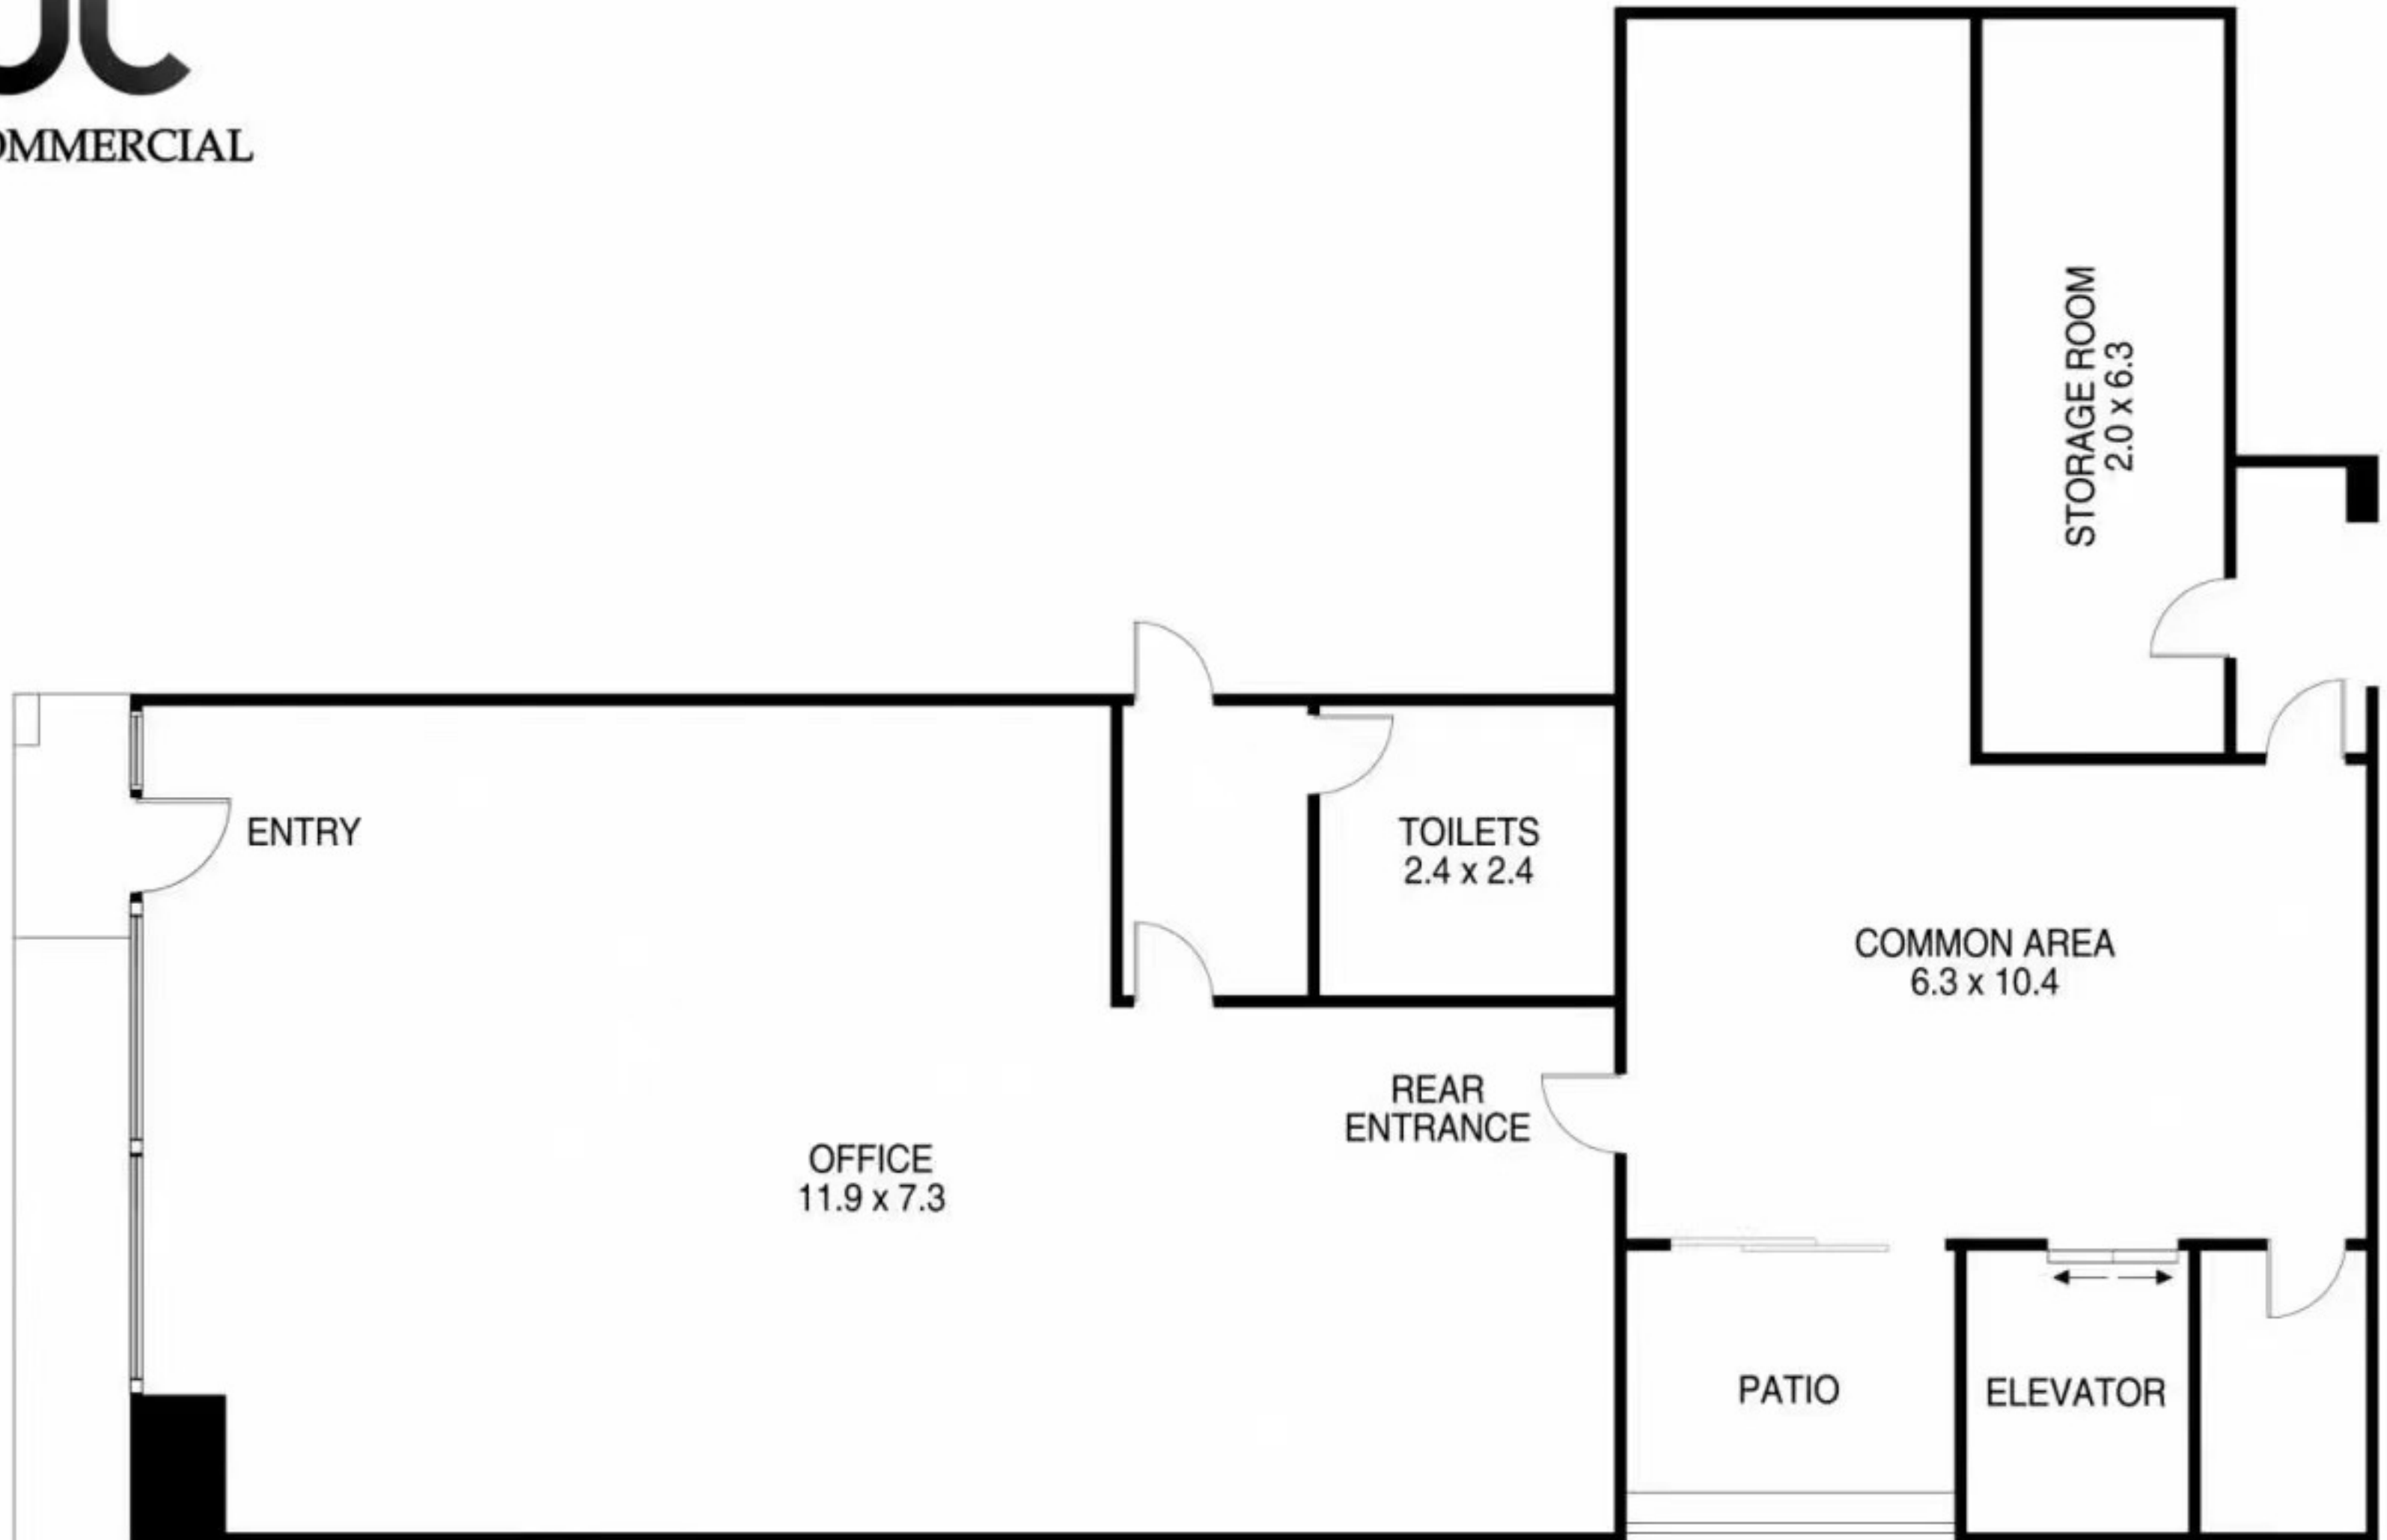 OMMERCIAL
STORAGE ROOM
2.0 x 6.3
ENTRY
TOILETS
2.4 x 2.4
COMMON AREA
6.3 x 10.4
REAR
ENTRANCE
OFFICE
11.9 x 7.3
PATIO
ELEVATOR